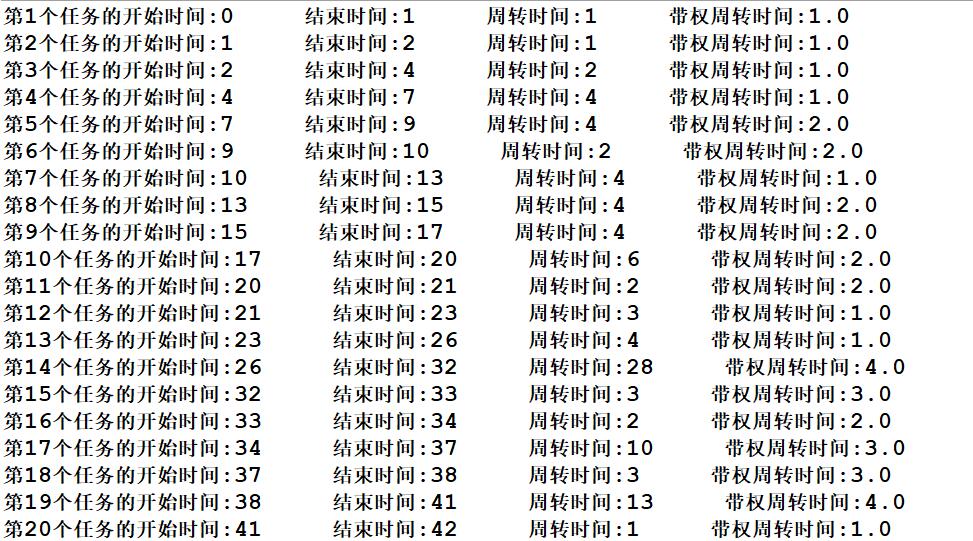 第1个任务的开始时间:0 结束时间:1 周转时间:1 带权周转时间:1.0
第2个任务的开始时间:1 结束时间:2 周转时间:1 带权周转时间:1.0
第3个任务的开始时间:2 结束时间:4 周转时间:2 带权周转时间:1.0
第4个任务的开始时间:4 结束时间:7 周转时间:4 带权周转时间:1.0
第5个任务的开始时间:7 结束时间:9 周转时间:4 带权周转时间:2.0
第6个任务的开始时间:9 结束时间:10 周转时间:2 带权周转时间:2.0
第7个任务的开始时间:10 结束时间:13 周转时间:4 带权周转时间:1.0
第8个任务的开始时间:13 结束时间:15 周转时间:4 带权周转时间:2.0
第9个任务的开始时间:15 结束时间:17 周转时间:4 带权周转时间:2.0
第10个任务的开始时间:17 结束时间:20 周转时间:6 带权周转时间:2.0
第11个任务的开始时间:20 结束时间:21 周转时间:2 带权周转时间:2.0
第12个任务的开始时间:21 结束时间:23 周转时间:3 带权周转时间:1.0
第13个任务的开始时间:23 结束时间:26 周转时间:4 带权周转时间:1.0
第14个任务的开始时间:26 结束时间:32 周转时间:28 带权周转时间:4.0
第15个任务的开始时间:32 结束时间:33 周转时间:3 带权周转时间:3.0
第16个任务的开始时间:33 结束时间:34 周转时间:2 带权周转时间:2.0
第17个任务的开始时间:34 结束时间:37 周转时间:10 带权周转时间:3.0
第18个任务的开始时间:37 结束时间:38 周转时间:3 带权周转时间:3.0
第19个任务的开始时间:38 结束时间:41 周转时间:13 带权周转时间:4.0
第20个任务的开始时间:41 结束时间:42 周转时间:1 带权周转时间:1.0